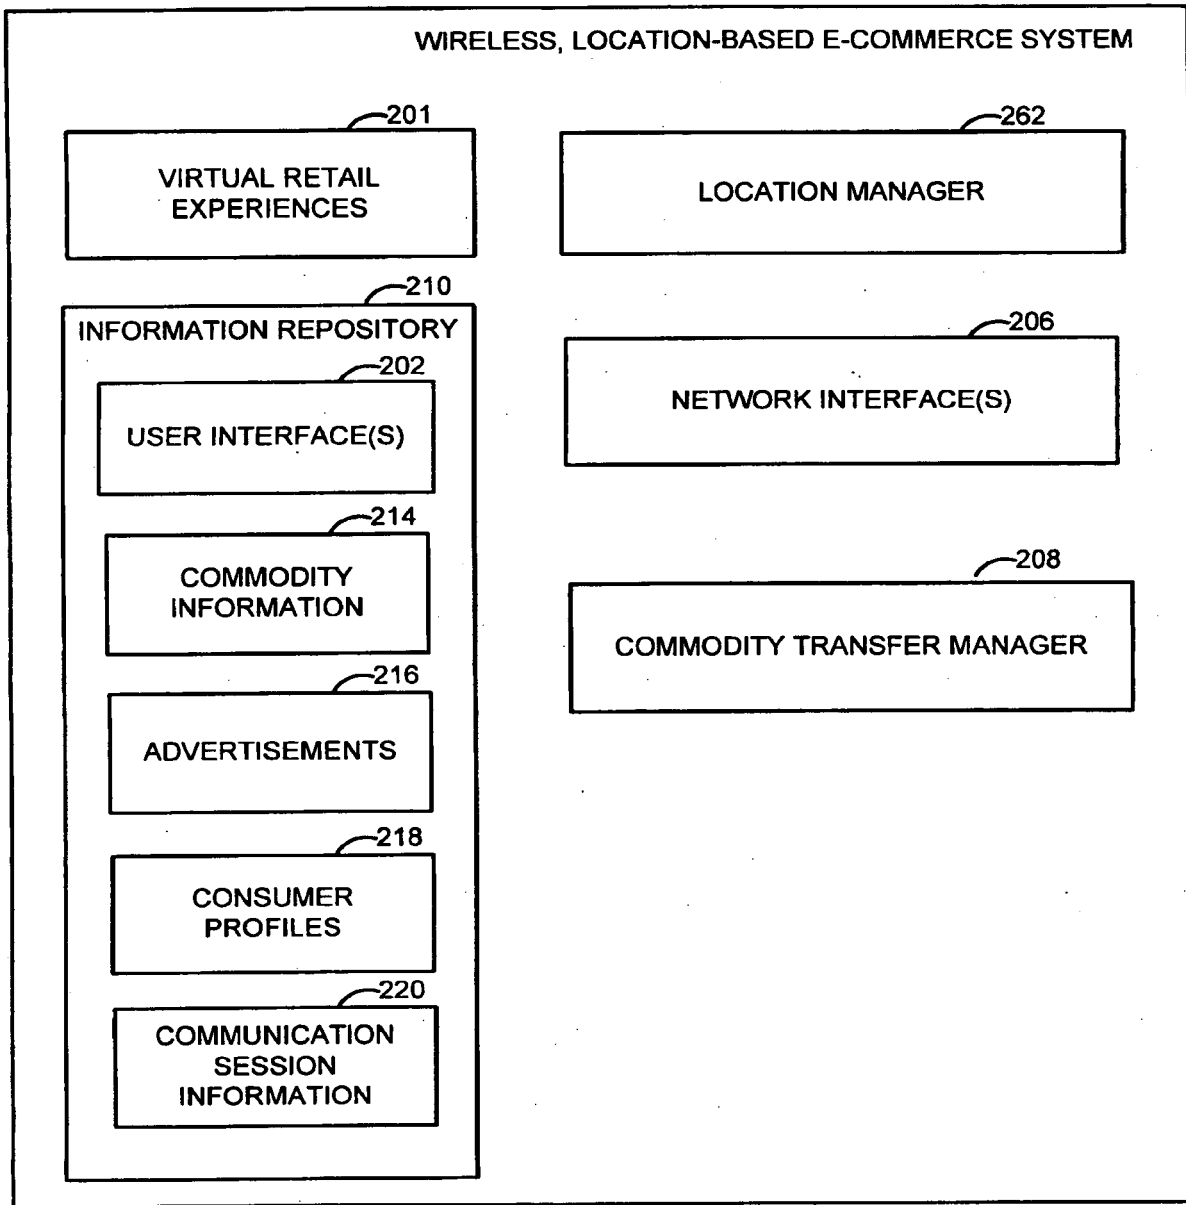 WIRELESS, LOCATION-BASED E-COMMERCE SYSTEM
201
VIRTUAL RETAIL
EXPERIENCES
210
INFORMATION REPOSITORY
202
USER INTERFACE(S)
214
COMMODITY
INFORMATION
216
ADVERTISEMENTS
218
CONSUMER
PROFILES
220
COMMUNICATION
SESSION
INFORMATION
262
LOCATION MANAGER
206
NETWORK INTERFACE(S)
208
COMMODITY TRANSFER MANAGER